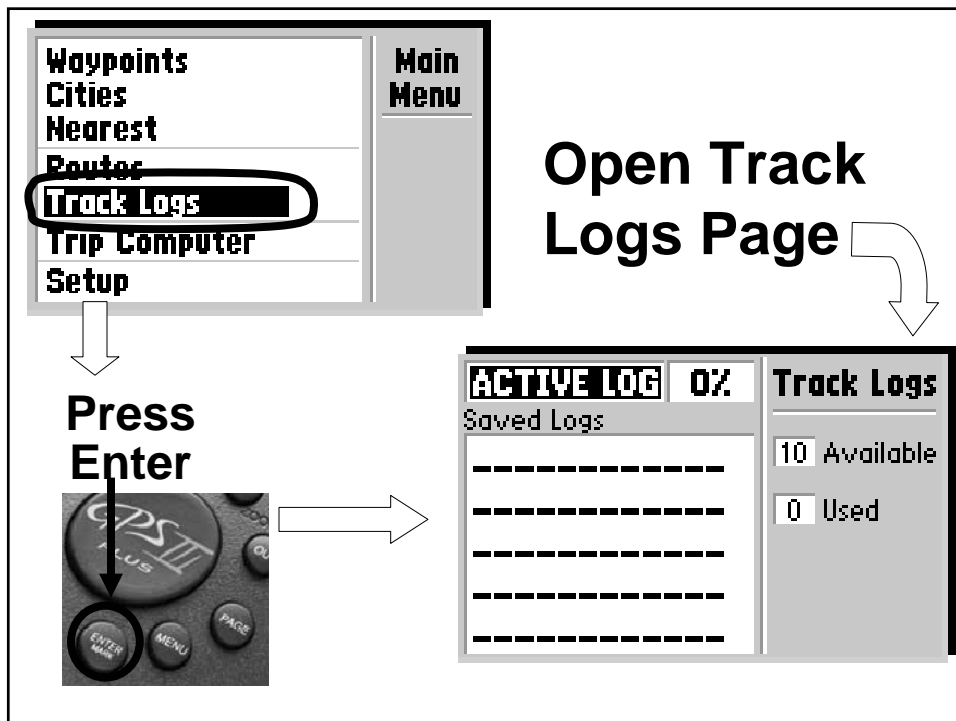 Waypoints
Cities
Nearest
Routes
Track Logs
Trip Computer
Setup
Main
Menu
Open Track
Logs Page
Press
Enter
GPS III
PLUS
ENTER
MARK
MENU
PAGE
ACTIVE LOG 0%
Saved Logs
Track Logs
10 Available
0 Used